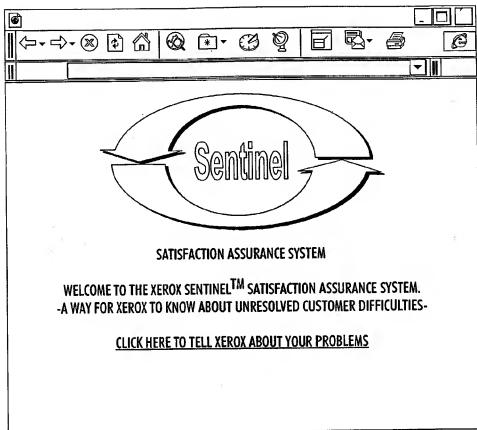 Sentinel
SATISFACTION ASSURANCE SYSTEM
WELCOME TO THE XEROX SENTINEL™ SATISFACTION ASSURANCE SYSTEM.
-A WAY FOR XEROX TO KNOW ABOUT UNRESOLVED CUSTOMER DIFFICULTIES-
CLICK HERE TO TELL XEROX ABOUT YOUR PROBLEMS